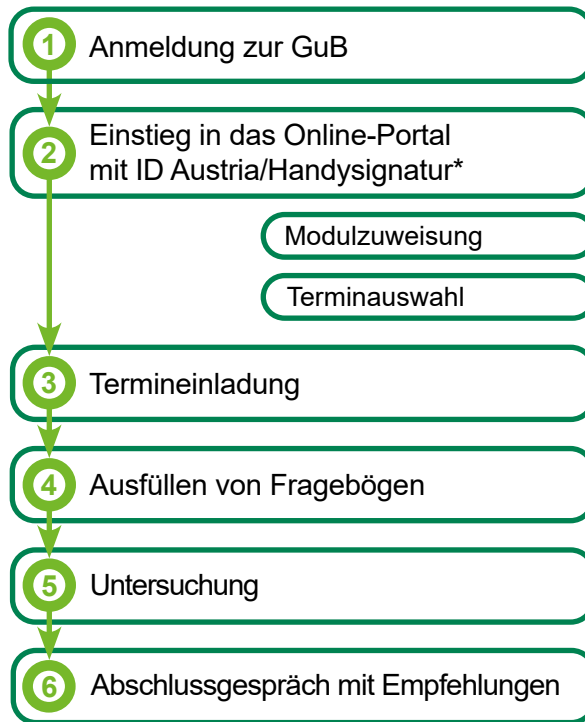 1 Anmeldung zur GuB
2 Einstieg in das Online-Portal
mit ID Austria/Handysignatur*
Modulzuweisung
Terminauswahl
3 Termineinladung
4 Ausfüllen von Fragebögen
5 Untersuchung
6 Abschlussgespräch mit Empfehlungen